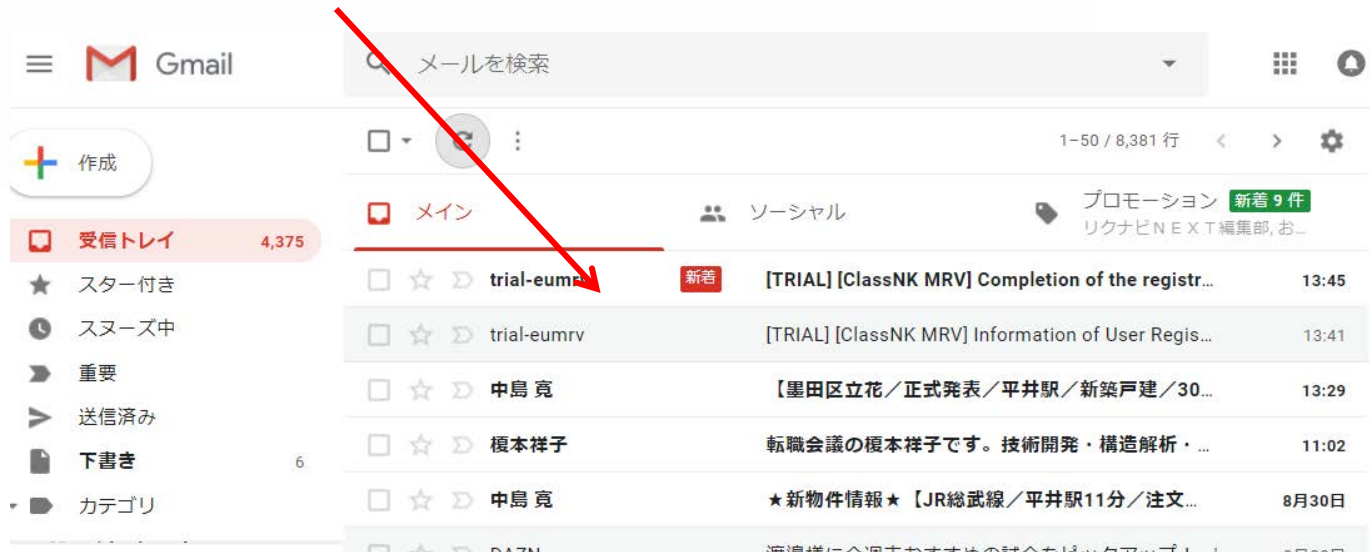 Gmail
メールを検索
作成
1–50 / 8,381 行
メイン
ソーシャル
プロモーション 新着 9 件
リクナビＮＥＸＴ編集部, お…
受信トレイ 4,375
スター付き
スヌーズ中
重要
送信済み
下書き 6
カテゴリ
trial-eumrv 新着 [TRIAL] [ClassNK MRV] Completion of the registr… 13:45
trial-eumrv [TRIAL] [ClassNK MRV] Information of User Regis… 13:41
中島 寛 【墨田区立花／正式発表／平井駅／新築戸建／30… 13:29
榎本祥子 転職会議の榎本祥子です。技術開発・構造解析・… 11:02
中島 寛 ★新物件情報★【JR総武線／平井駅11分／注文… 8月30日
DAZN